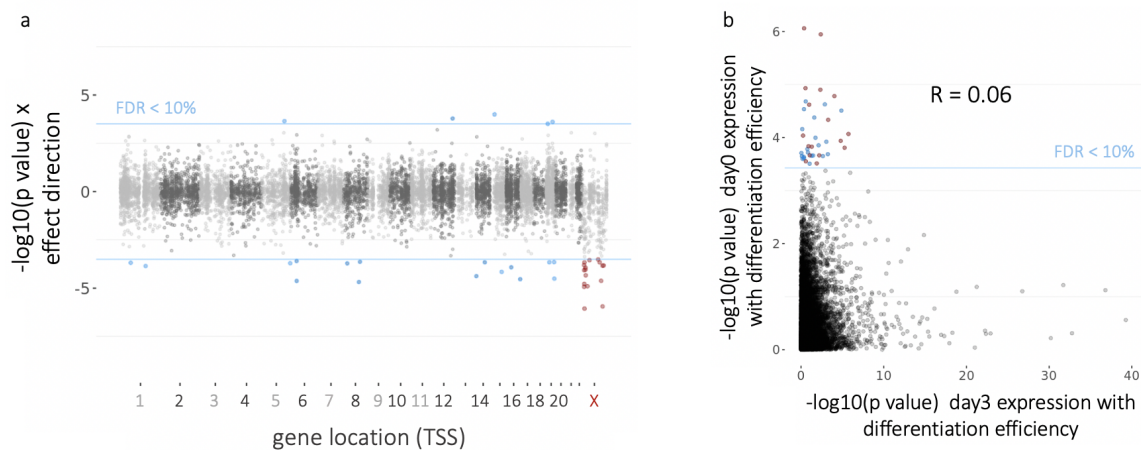 a
-log10(p value) x
effect direction
5
0
-5
FDR < 10%
1 2 3 4 5 6 7 8 9 10 11 12 14 16 18 20 X
gene location (TSS)
b
-log10(p value) day0 expression
with differentiation efficiency
6
4
2
0
R = 0.06
FDR < 10%
0 10 20 30 40
-log10(p value) day3 expression with
differentiation efficiency